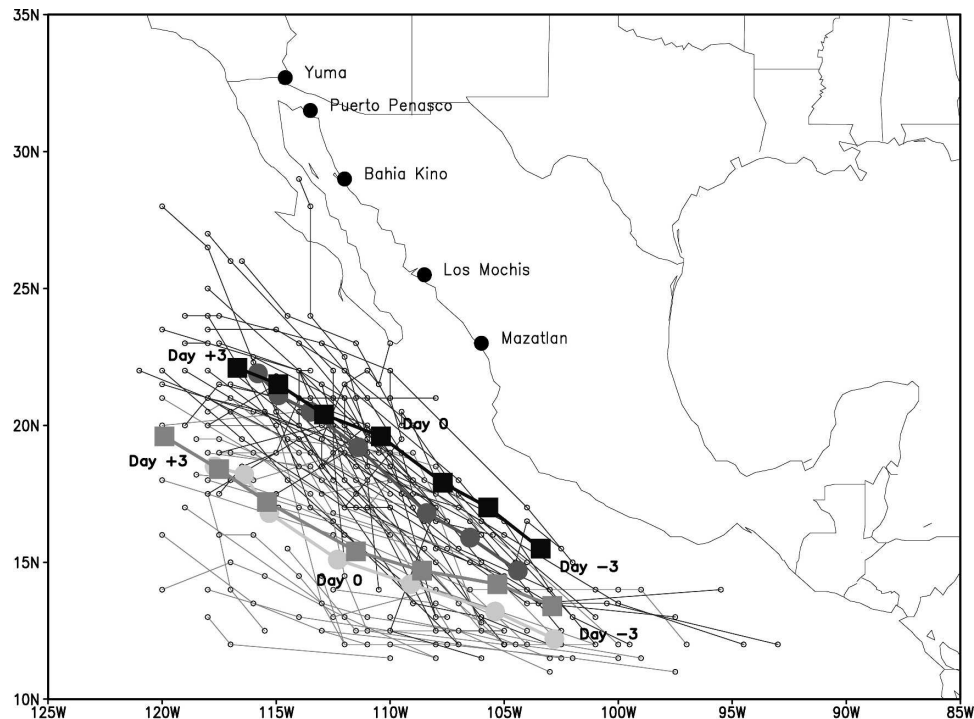 35N
Yuma
Puerto Penasco
30N
Bahia Kino
Los Mochis
25N
Mazatlan
Day +3
Day 0
20N
Day +3
Day −3
15N
Day 0
Day −3
10N
125W 120W 115W 110W 105W 100W 95W 90W 85W